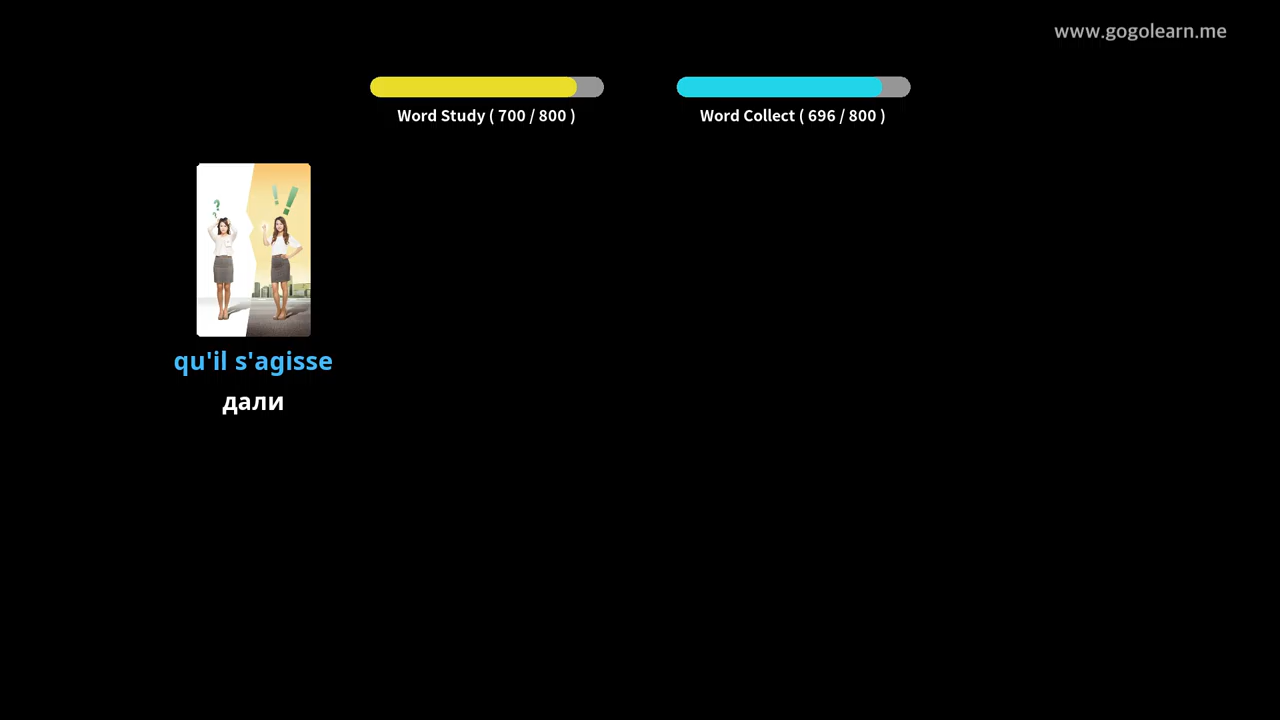 www.gogolearn.me
Word Study ( 700 / 800 )
Word Collect ( 696 / 800 )
qu'il s'agisse
дали